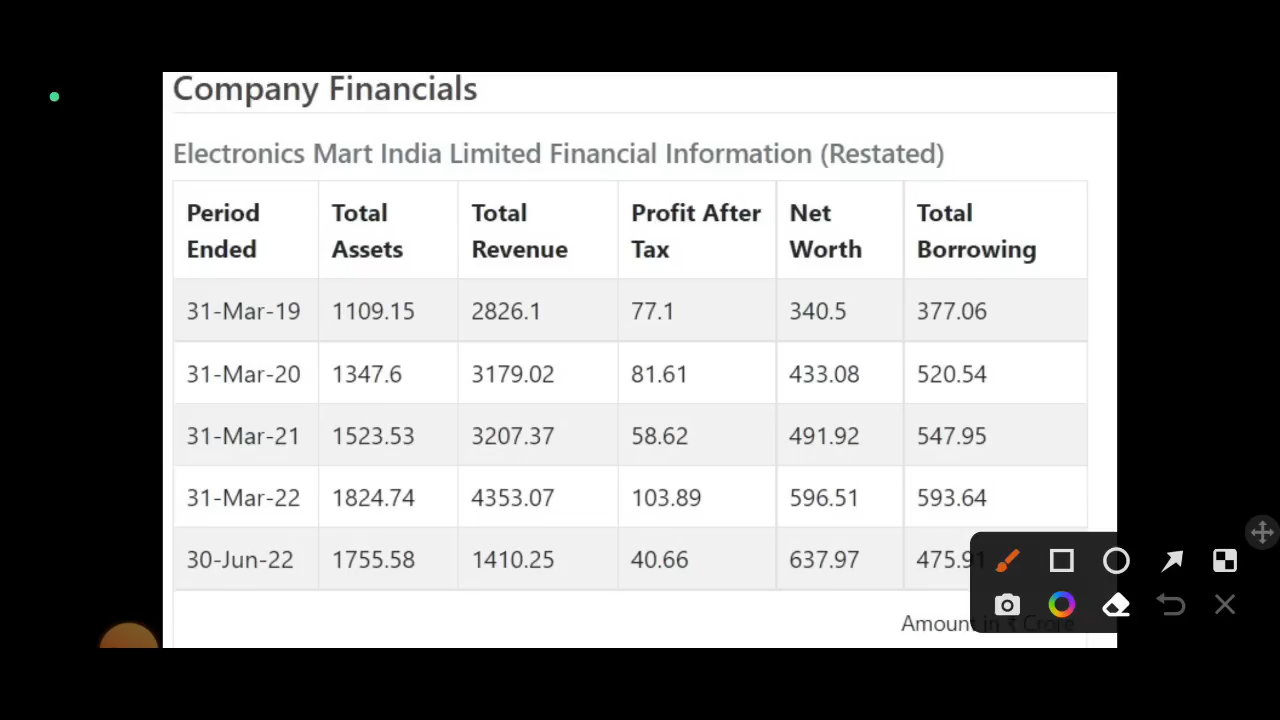 Company Financials
Electronics Mart India Limited Financial Information (Restated)
Period Ended Total Assets Total Revenue Profit After Tax Net Worth Total Borrowing
31-Mar-19 1109.15 2826.1 77.1 340.5 377.06
31-Mar-20 1347.6 3179.02 81.61 433.08 520.54
31-Mar-21 1523.53 3207.37 58.62 491.92 547.95
31-Mar-22 1824.74 4353.07 103.89 596.51 593.64
30-Jun-22 1755.58 1410.25 40.66 637.97 475.91
Amount in ₹ Crore